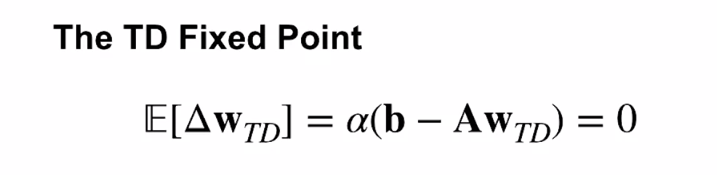 The TD Fixed Point
𝔼[Δ𝐰_TD] = α(𝐛 − 𝐀𝐰_TD) = 0